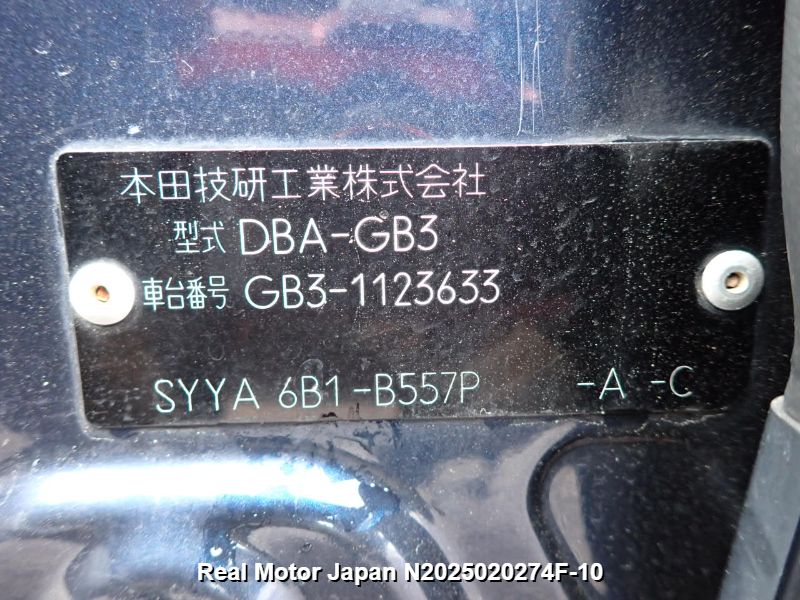 本田技研工業株式会社
型式 DBA-GB3
車台番号 GB3-1123633
SYYA 6B1-B557P -A -C
Real Motor Japan N2025020274F-10